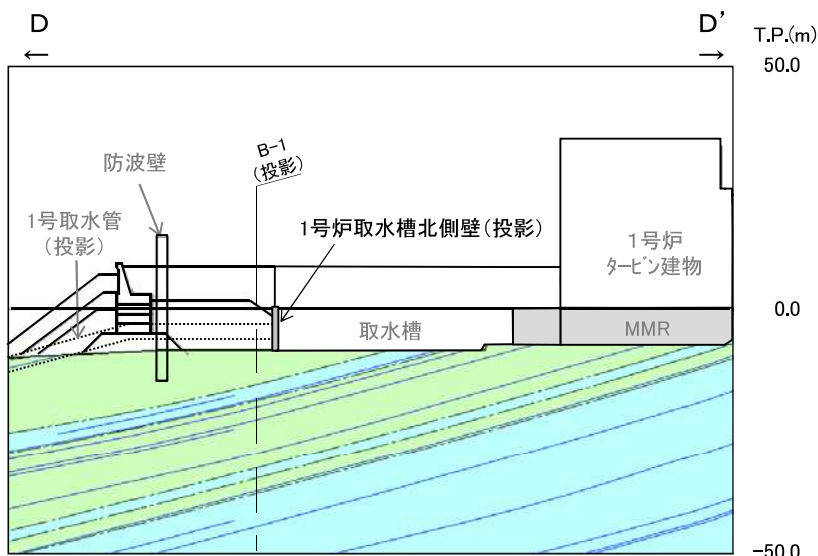 D
D’
T.P.(m)
50.0
B-1
(投影)
防波壁
1号取水管
(投影)
1号炉取水槽北側壁(投影)
1号炉
タービン建物
0.0
取水槽
MMR
-50.0